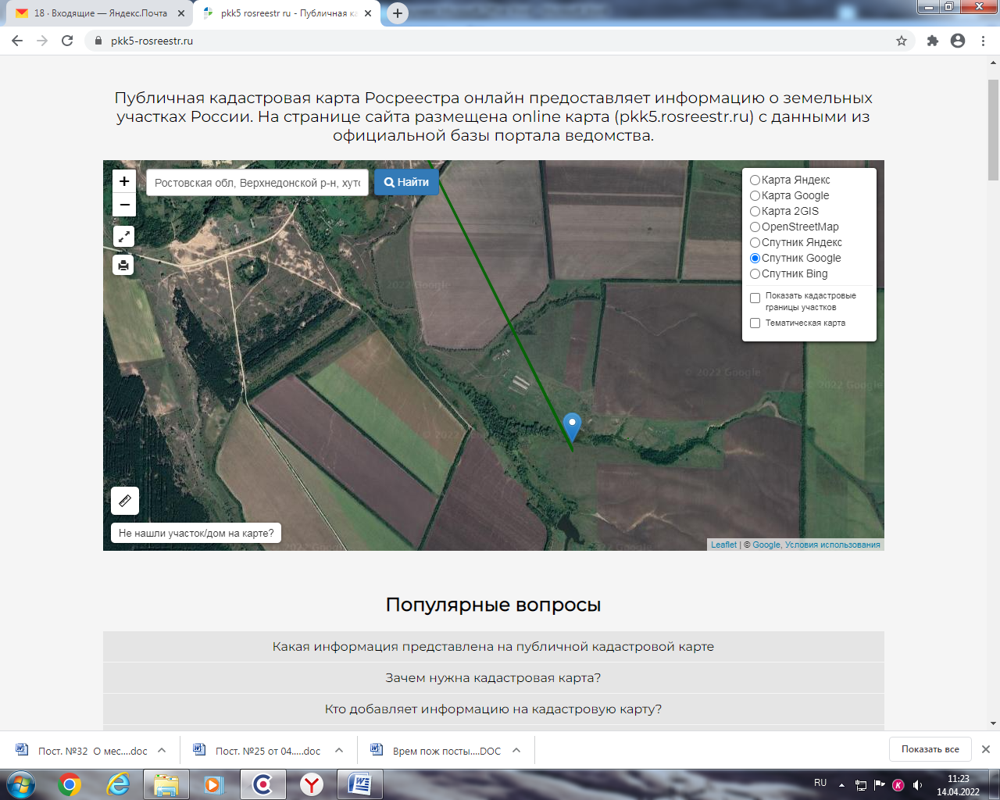 18 · Входящие — Яндекс.Почта
pkk5 rosreestr ru - Публичная ка
pkk5-rosreestr.ru
Публичная кадастровая карта Росреестра онлайн предоставляет информацию о земельных
участках России. На странице сайта размещена online карта (pkk5.rosreestr.ru) с данными из
официальной базы портала ведомства.
+
−
Ростовская обл, Верхнедонской р-н, хуто
Найти
Карта Яндекс
Карта Google
Карта 2GIS
OpenStreetMap
Спутник Яндекс
Спутник Google
Спутник Bing
Показать кадастровые
границы участков
Тематическая карта
2022 Google
© 2022 Google
© 2022 Google
© 2022
Не нашли участок/дом на карте?
Leaflet | © Google, Условия использования
Популярные вопросы
Какая информация представлена на публичной кадастровой карте
Зачем нужна кадастровая карта?
Кто добавляет информацию на кадастровую карту?
Пост. №32 О мес....doc
Пост. №25 от 04.....doc
Врем пож посты....DOC
Показать все
RU
11:23
14.04.2022